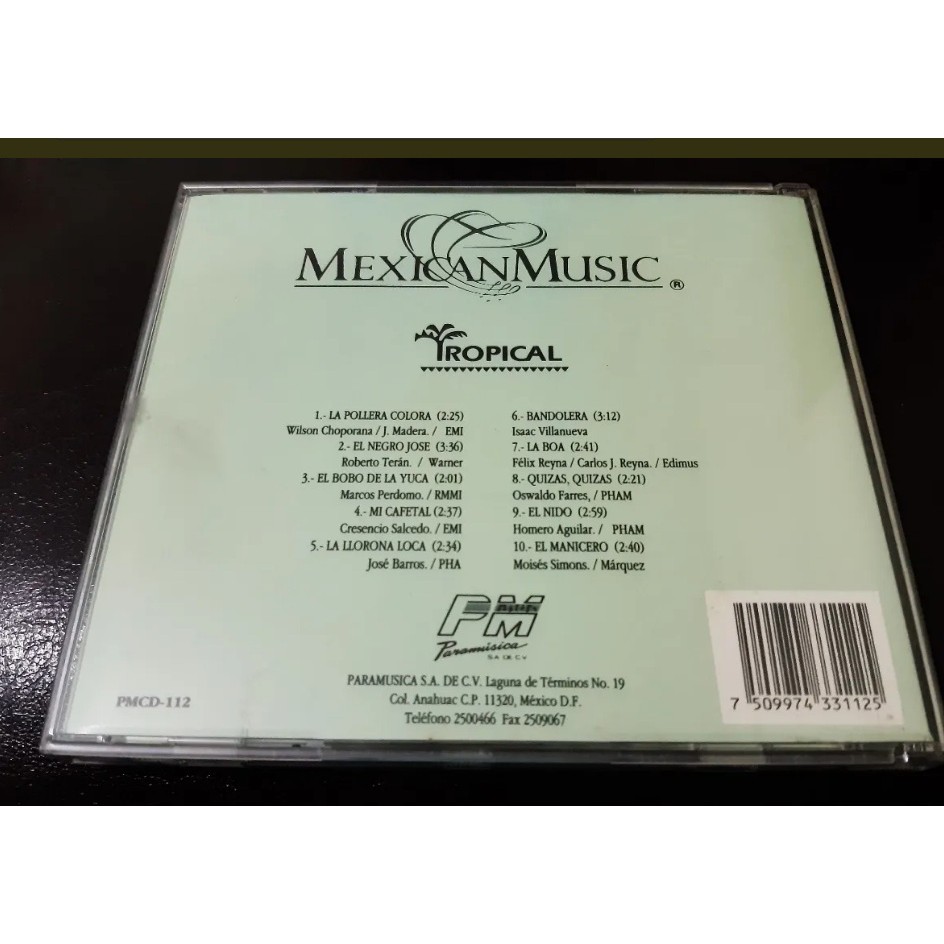 MEXICANMUSIC ®
TROPICAL
1.- LA POLLERA COLORA (2:25)
Wilson Choporana / J. Madera. / EMI
2.- EL NEGRO JOSE (3:36)
Roberto Terán. / Warner
3.- EL BOBO DE LA YUCA (2:01)
Marcos Perdomo. / RMMI
4.- MI CAFETAL (2:37)
Cresencio Salcedo. / EMI
5.- LA LLORONA LOCA (2:34)
José Barros. / PHA
6.- BANDOLERA (3:12)
Isaac Villanueva
7.- LA BOA (2:41)
Félix Reyna / Carlos J. Reyna. / Edimus
8.- QUIZAS, QUIZAS (2:21)
Oswaldo Farres, / PHAM
9.- EL NIDO (2:59)
Homero Aguilar. / PHAM
10.- EL MANICERO (2:40)
Moisés Simons. / Márquez
PM
Paramúsica
S.A. DE C.V.
PARAMUSICA S.A. DE C.V. Laguna de Términos No. 19
Col. Anahuac C.P. 11320, México D.F.
Teléfono 2500466 Fax 2509067
PMCD-112
7 509974 331125